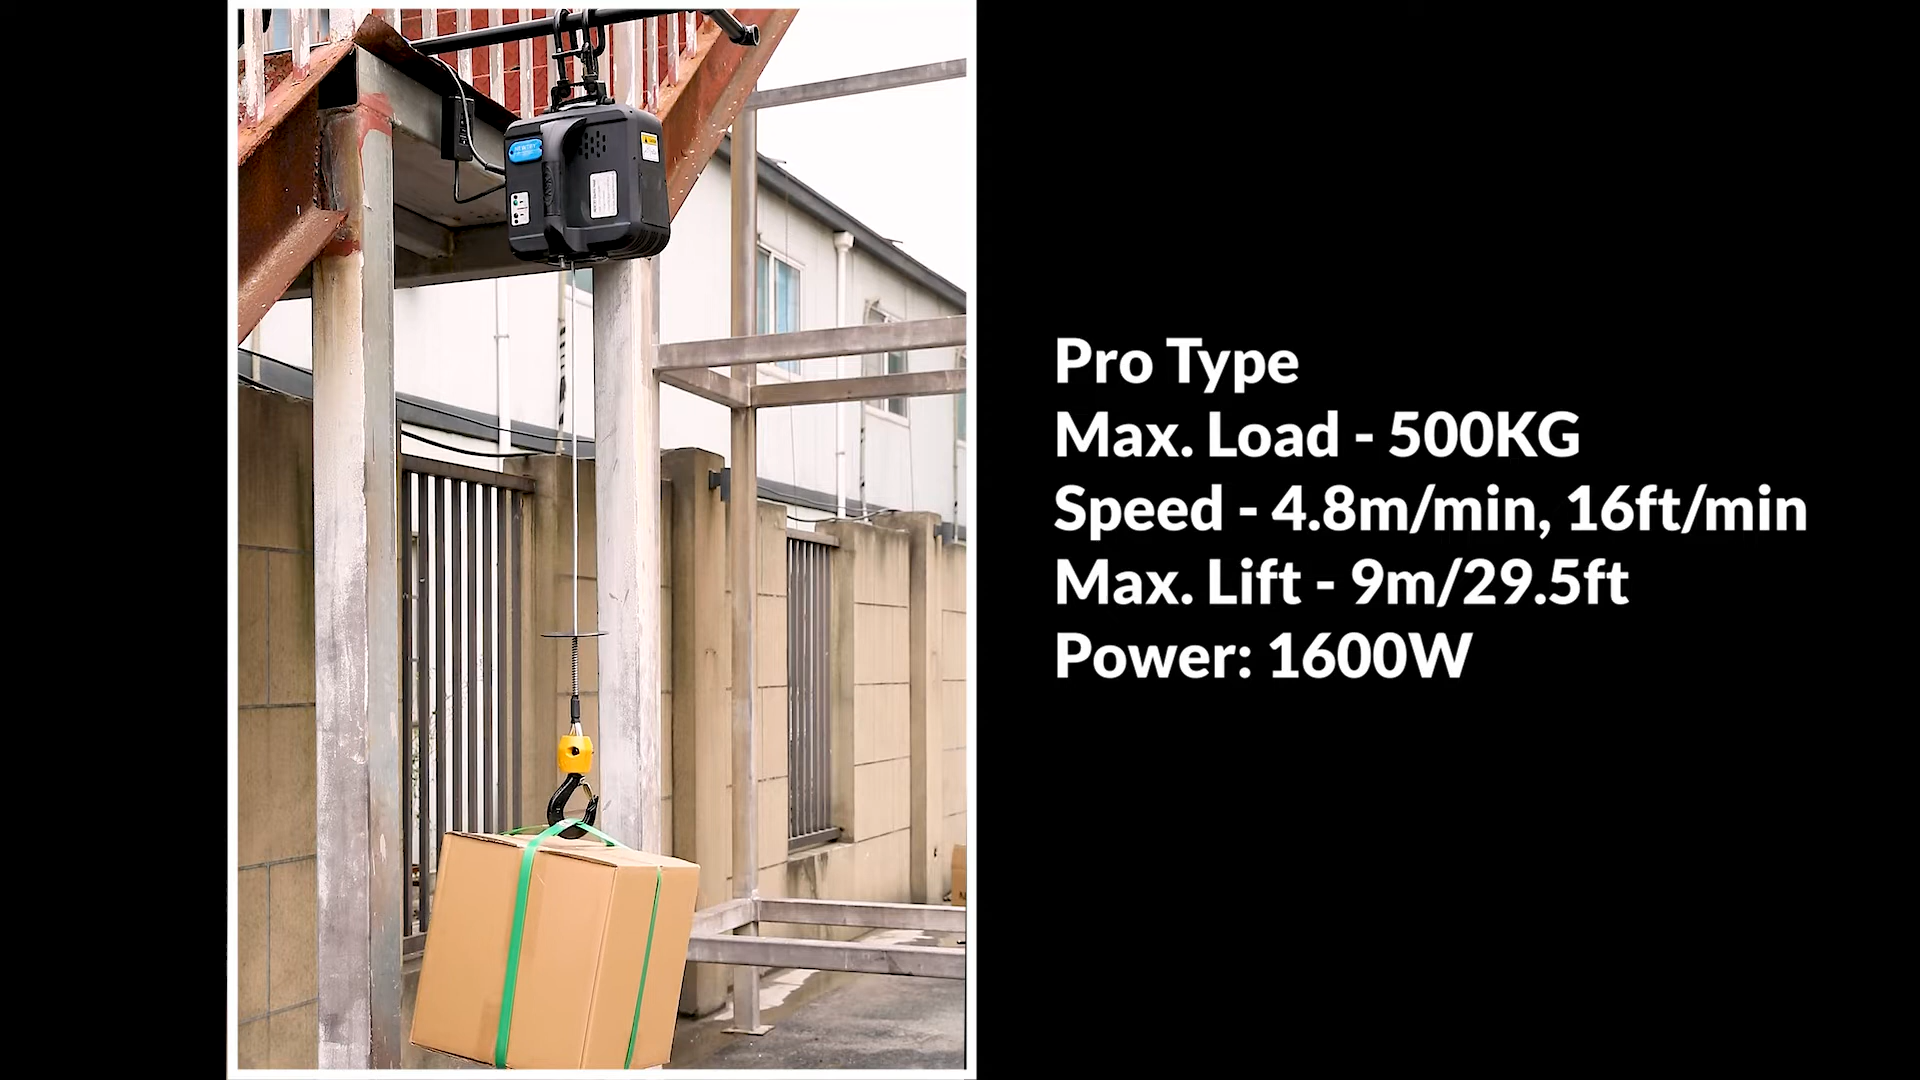 Pro Type
Max. Load - 500KG
Speed - 4.8m/min, 16ft/min
Max. Lift - 9m/29.5ft
Power: 1600W